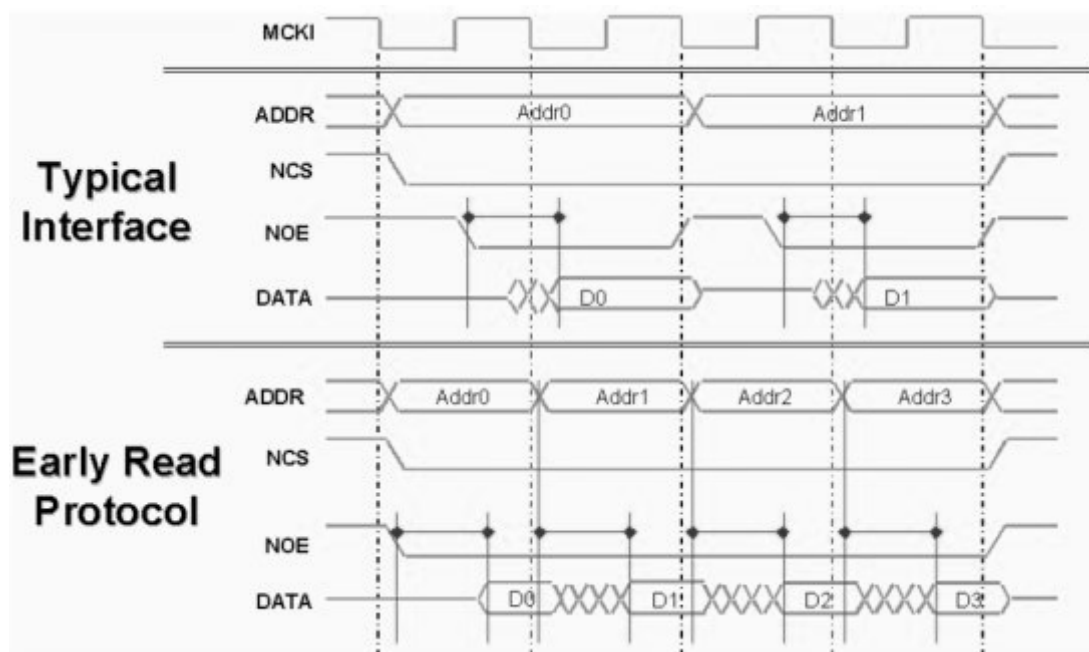 MCKI
ADDR Addr0 Addr1
Typical
Interface
NCS
NOE
DATA D0 D1
ADDR Addr0 Addr1 Addr2 Addr3
Early Read
Protocol
NCS
NOE
DATA D0 D1 D2 D3